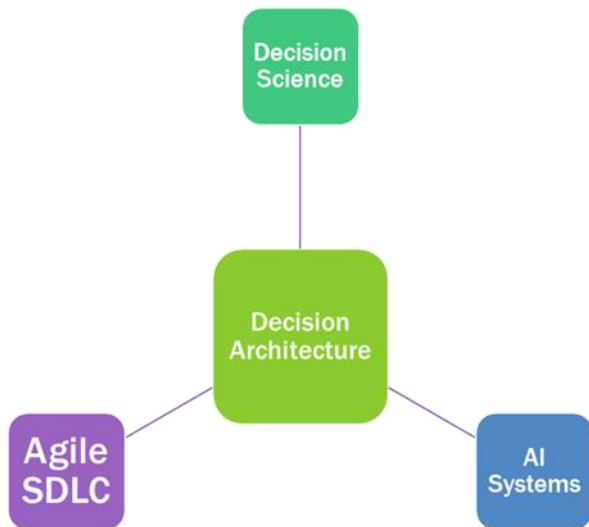 Decision
Science
Decision
Architecture
Agile
SDLC
AI
Systems